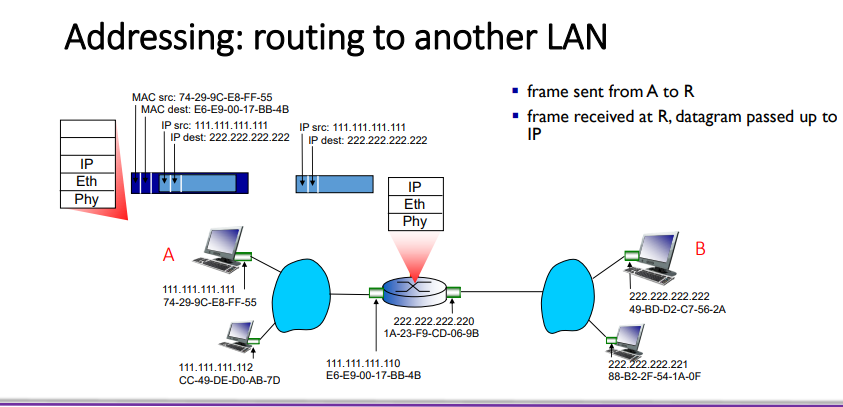 Addressing: routing to another LAN
MAC src: 74-29-9C-E8-FF-55
MAC dest: E6-E9-00-17-BB-4B
IP src: 111.111.111.111
IP dest: 222.222.222.222
IP src: 111.111.111.111
IP dest: 222.222.222.222
▪ frame sent from A to R
▪ frame received at R, datagram passed up to
IP
IP
Eth
Phy
IP
Eth
Phy
A
111.111.111.111
74-29-9C-E8-FF-55
111.111.111.112
CC-49-DE-D0-AB-7D
111.111.111.110
E6-E9-00-17-BB-4B
222.222.222.220
1A-23-F9-CD-06-9B
B
222.222.222.222
49-BD-D2-C7-56-2A
222.222.222.221
88-B2-2F-54-1A-0F